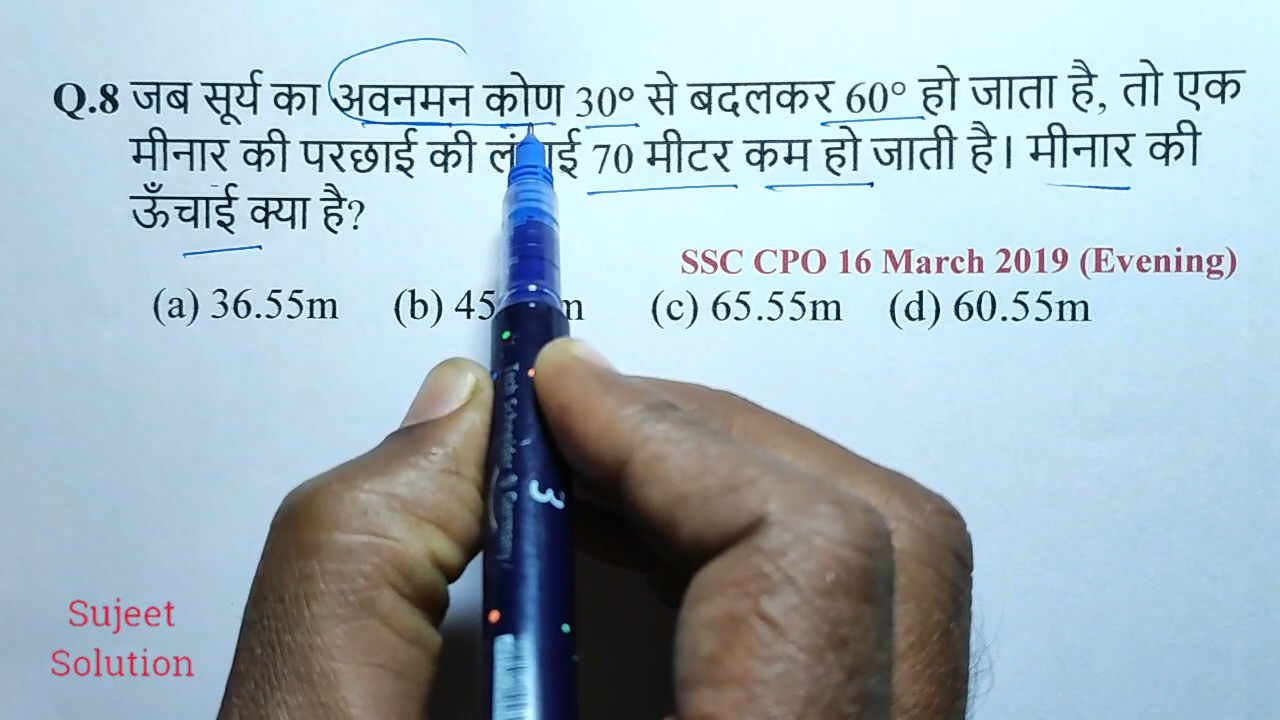 Q.8 जब सूर्य का अवनमन कोण 30° से बदलकर 60° हो जाता है, तो एक
मीनार की परछाई की 70 मीटर कम हो जाती है। मीनार की
ऊँचाई क्या है?
SSC CPO 16 March 2019 (Evening)
(a) 36.55m (b) 45 m (c) 65.55m (d) 60.55m
3
Sujeet
Solution